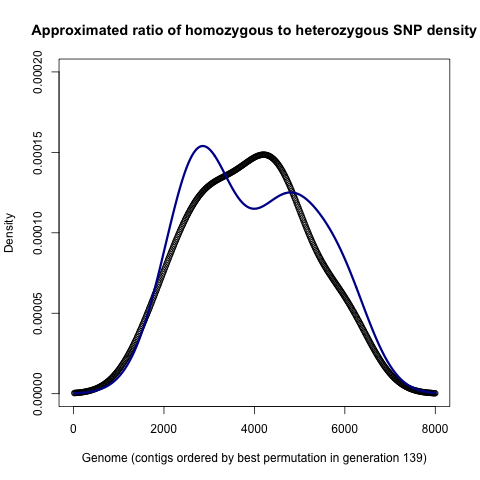 Approximated ratio of homozygous to heterozygous SNP density
0.00020
0.00015
0.00010
0.00005
0.00000
Density
0 2000 4000 6000 8000
Genome (contigs ordered by best permutation in generation 139)